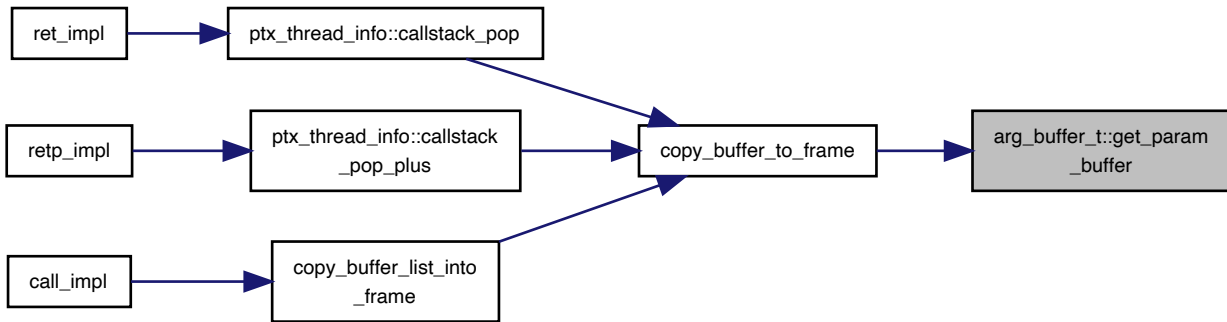 ret_impl
ptx_thread_info::callstack_pop
retp_impl
ptx_thread_info::callstack
_pop_plus
copy_buffer_to_frame
arg_buffer_t::get_param
_buffer
call_impl
copy_buffer_list_into
_frame